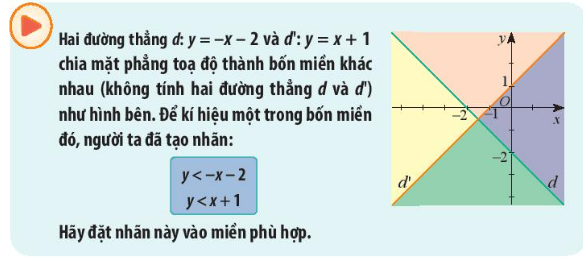 Hai đường thẳng d: y = –x – 2 và d': y = x + 1
chia mặt phẳng toạ độ thành bốn miền khác
nhau (không tính hai đường thẳng d và d')
như hình bên. Để kí hiệu một trong bốn miền
đó, người ta đã tạo nhãn:
y < –x – 2
y < x + 1
Hãy đặt nhãn này vào miền phù hợp.
y
1
O
–2
–1
x
–2
d'
d